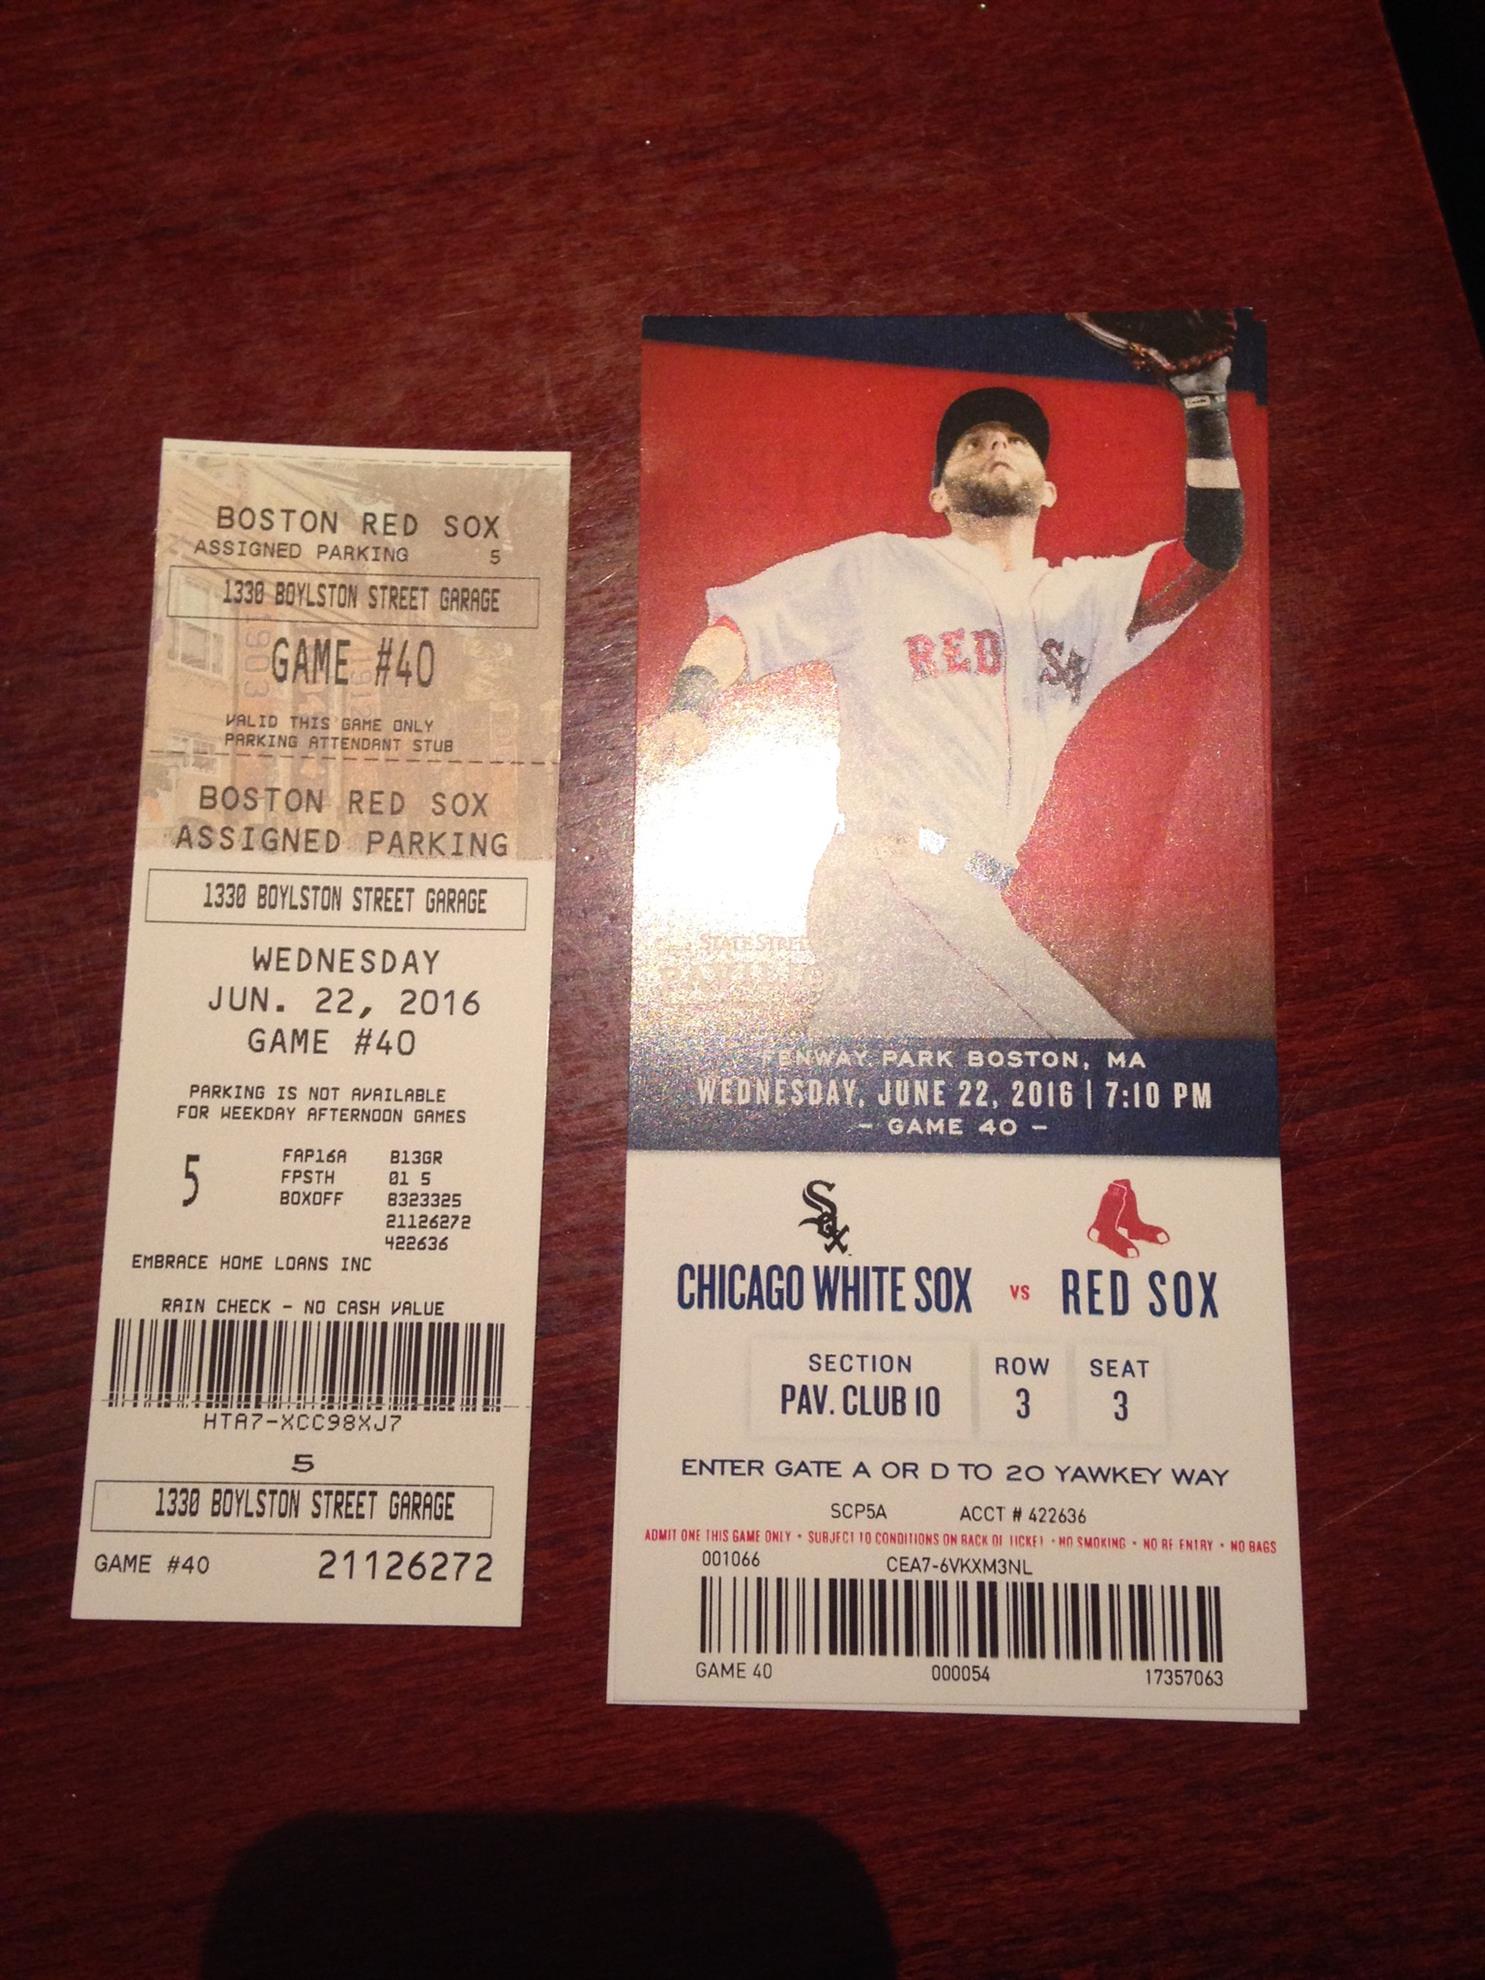 BOSTON RED SOX
ASSIGNED PARKING 5
1330 BOYLSTON STREET GARAGE
GAME #40
VALID THIS GAME ONLY
PARKING ATTENDANT STUB
BOSTON RED SOX
ASSIGNED PARKING
1330 BOYLSTON STREET GARAGE
WEDNESDAY
JUN. 22, 2016
GAME #40
PARKING IS NOT AVAILABLE
FOR WEEKDAY AFTERNOON GAMES
5 FAP16A B13GR
FPSTH 01 5
BOXOFF 8323325
21126272
422636
EMBRACE HOME LOANS INC
RAIN CHECK - NO CASH VALUE
HTA7-XCC98XJ7
5
1330 BOYLSTON STREET GARAGE
GAME #40 21126272
RED SOX
STATE STREET
PAVILION
FENWAY PARK BOSTON, MA
WEDNESDAY, JUNE 22, 2016 | 7:10 PM
- GAME 40 -
Sox
CHICAGO WHITE SOX vs RED SOX
SECTION ROW SEAT
PAV. CLUB 10 3 3
ENTER GATE A OR D TO 20 YAWKEY WAY
SCP5A ACCT # 422636
ADMIT ONE THIS GAME ONLY • SUBJECT TO CONDITIONS ON BACK OF TICKET • NO SMOKING • NO RE ENTRY • NO BAGS
001066 CEA7-6VKXM3NL
GAME 40 000054 17357063